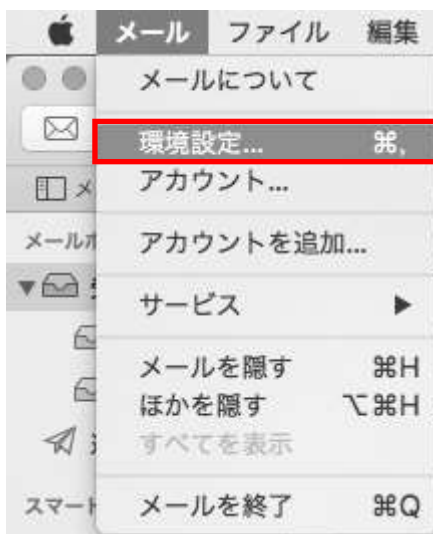 メール ファイル 編集
メールについて
環境設定... ⌘,
アカウント...
メールボ
アカウントを追加...
サービス ▶
メールを隠す ⌘H
ほかを隠す ⌥⌘H
すべてを表示
スマート
メールを終了 ⌘Q